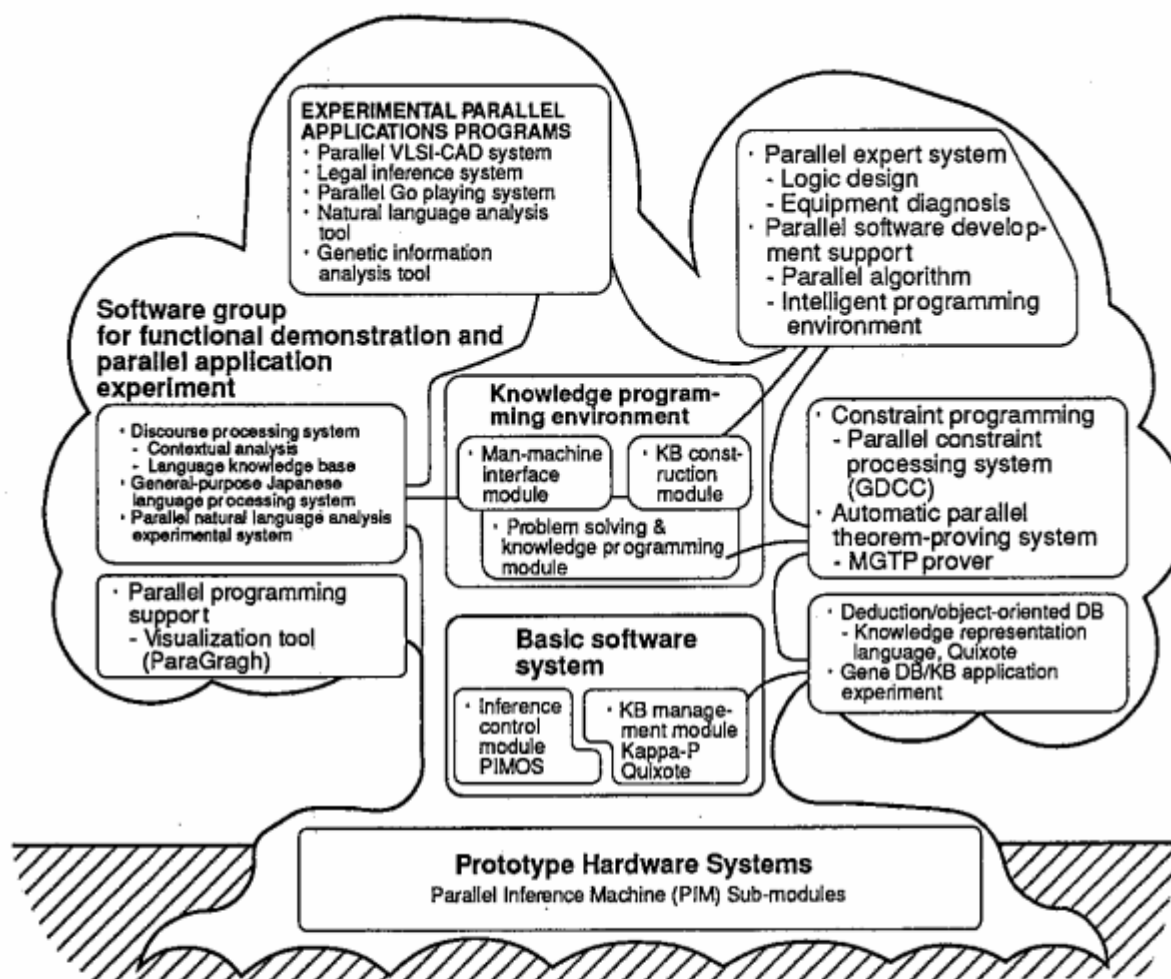 EXPERIMENTAL PARALLEL
APPLICATIONS PROGRAMS
· Parallel VLSI-CAD system
· Legal inference system
· Parallel Go playing system
· Natural language analysis
tool
· Genetic information
analysis tool
· Parallel expert system
- Logic design
- Equipment diagnosis
· Parallel software develop-
ment support
- Parallel algorithm
- Intelligent programming
environment
Software group
for functional demonstration and
parallel application
experiment
· Discourse processing system
- Contextual analysis
- Language knowledge base
· General-purpose Japanese
language processing system
· Parallel natural language analysis
experimental system
· Parallel programming
support
- Visualization tool
(ParaGragh)
Knowledge program-
ming environment
· Man-machine
interface
module
· KB const-
ruction
module
· Problem solving &
knowledge programming
module
· Constraint programming
- Parallel constraint
processing system
(GDCC)
· Automatic parallel
theorem-proving system
- MGTP prover
· Deduction/object-oriented DB
- Knowledge representation
language, Quixote
· Gene DB/KB application
experiment
Basic software
system
· Inference
control
module
PIMOS
· KB manage-
ment module
Kappa-P
Quixote
Prototype Hardware Systems
Parallel Inference Machine (PIM) Sub-modules